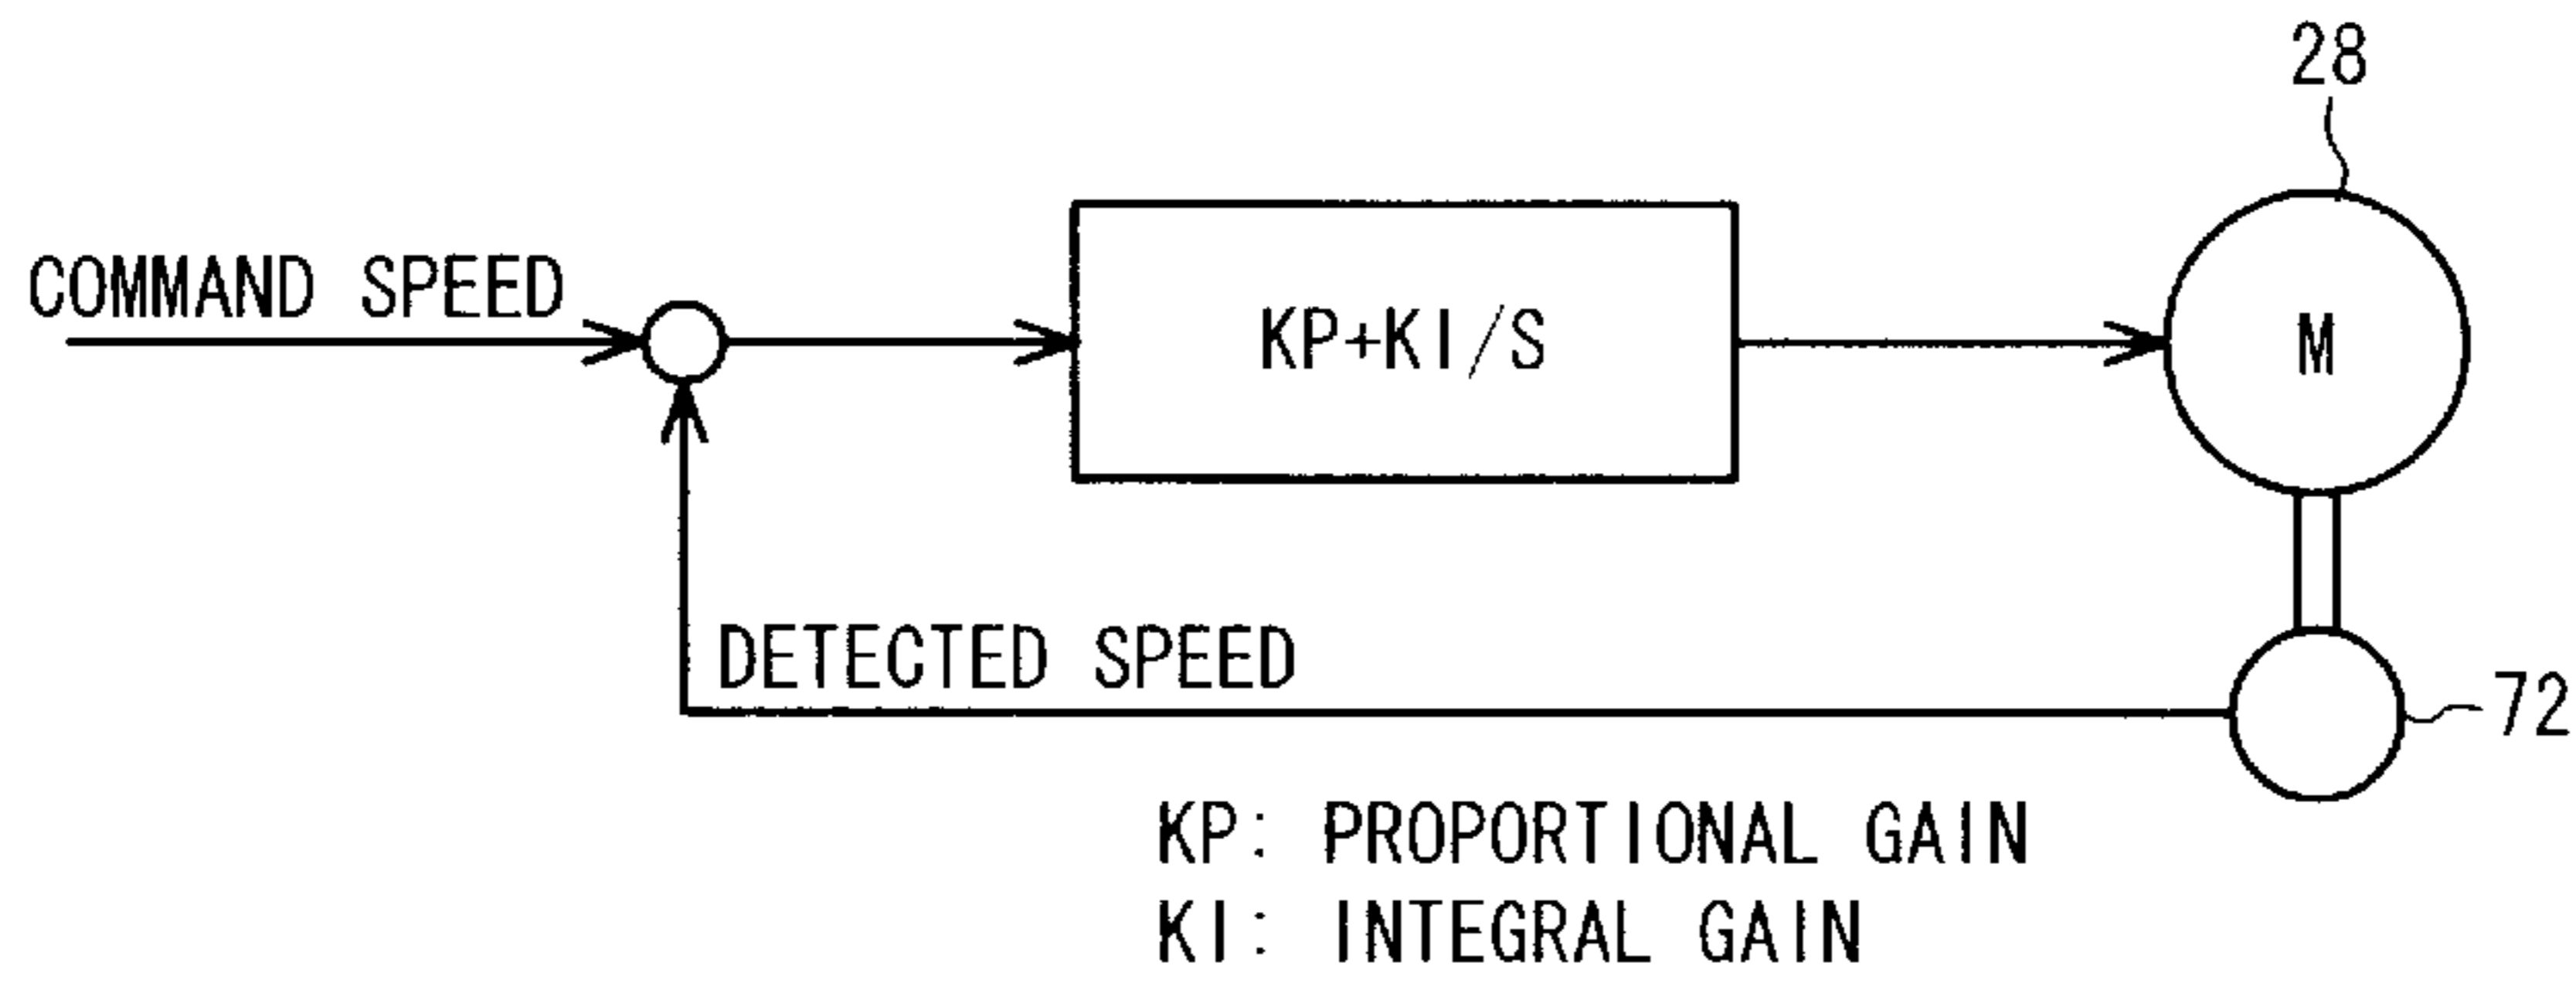 28
COMMAND SPEED
KP+KI/S
M
DETECTED SPEED
72
KP: PROPORTIONAL GAIN
KI: INTEGRAL GAIN